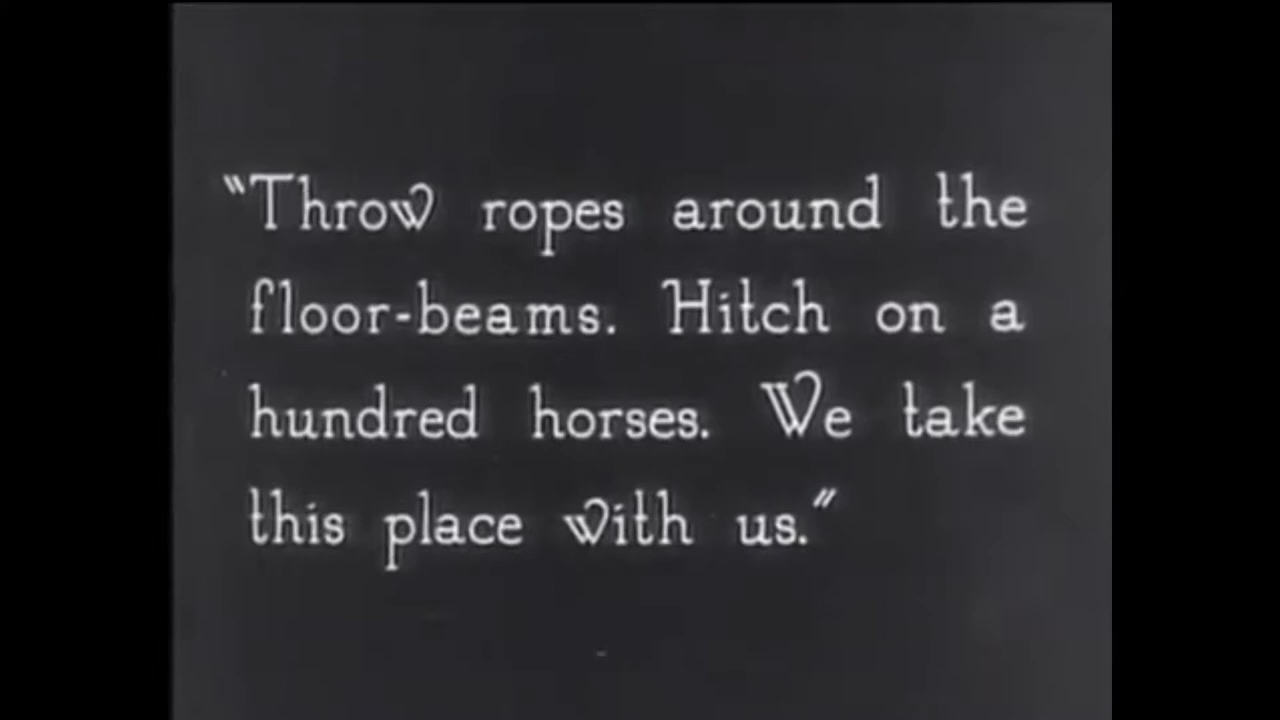 "Throw ropes around the
floor-beams. Hitch on a
hundred horses. We take
this place with us."